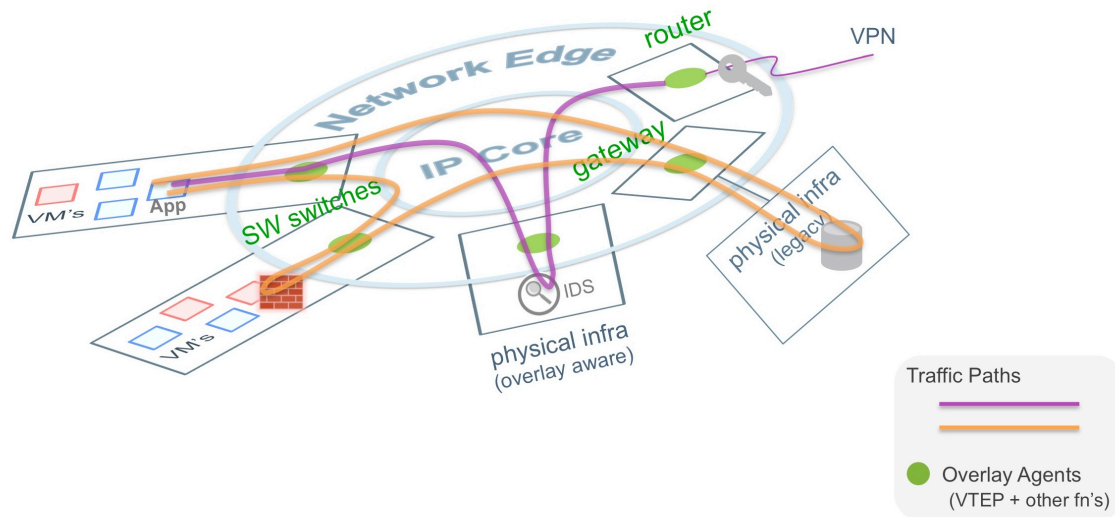 router
VPN
Network Edge
IP Core
gateway
VM's
App
SW switches
physical infra
(legacy)
IDS
VM's
physical infra
(overlay aware)
Traffic Paths
Overlay Agents
(VTEP + other fn's)